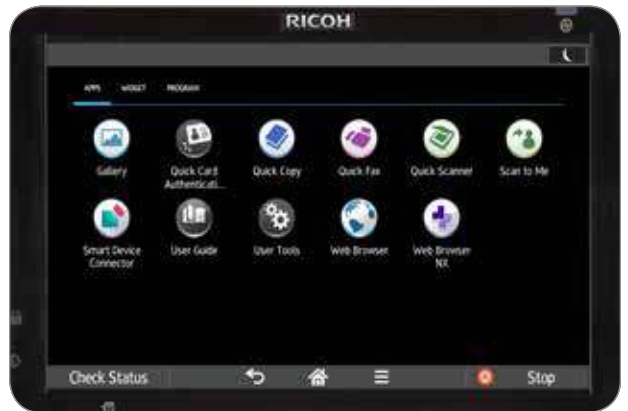 RICOH
APPS WIDGET PROGRAM
Gallery Quick Card Authenticati... Quick Copy Quick Fax Quick Scanner Scan to Me
Smart Device Connector User Guide User Tools Web Browser Web Browser NX
Check Status Stop